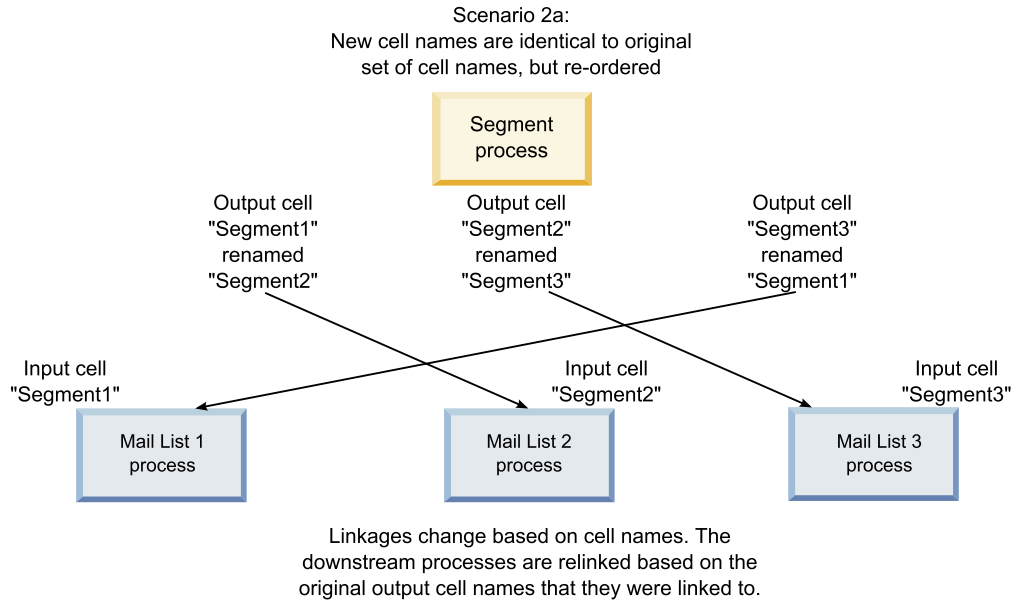 Scenario 2a:
New cell names are identical to original
set of cell names, but re-ordered
Segment
process
Output cell
"Segment1"
renamed
"Segment2"
Output cell
"Segment2"
renamed
"Segment3"
Output cell
"Segment3"
renamed
"Segment1"
Input cell
"Segment1"
Mail List 1
process
Input cell
"Segment2"
Mail List 2
process
Input cell
"Segment3"
Mail List 3
process
Linkages change based on cell names. The
downstream processes are relinked based on the
original output cell names that they were linked to.